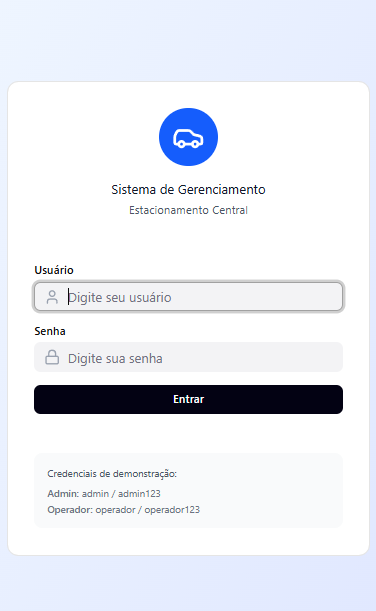 Sistema de Gerenciamento
Estacionamento Central
Usuário
Digite seu usuário
Senha
Digite sua senha
Entrar
Credenciais de demonstração:
Admin: admin / admin123
Operador: operador / operador123